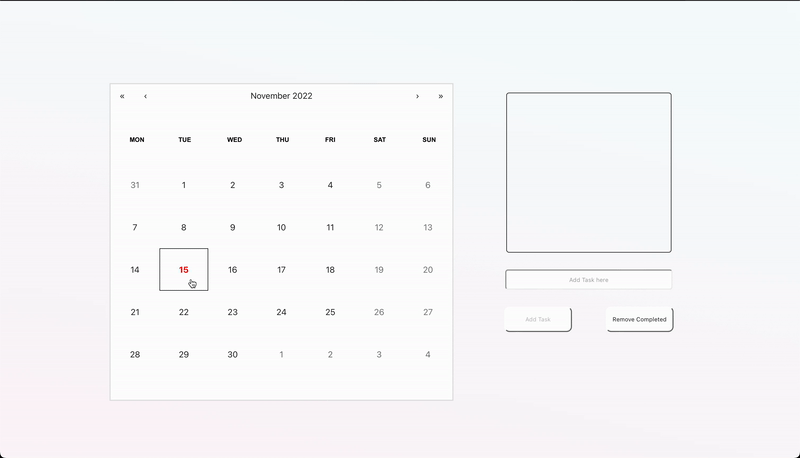 « ‹ November 2022 › »
MON TUE WED THU FRI SAT SUN
31 1 2 3 4 5 6
7 8 9 10 11 12 13
14 15 16 17 18 19 20
21 22 23 24 25 26 27
28 29 30 1 2 3 4
Add Task here
Add Task Remove Completed